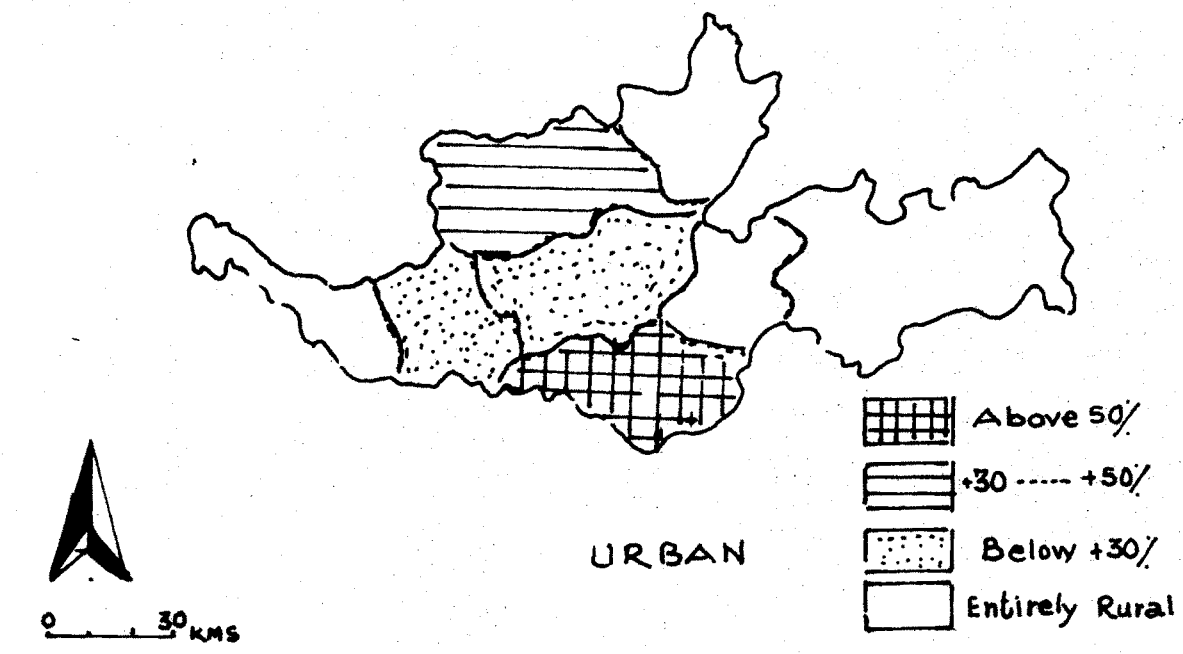 Above 50%
+30 ----- +50%
Below +30%
URBAN
Entirely Rural
0 30 KMS